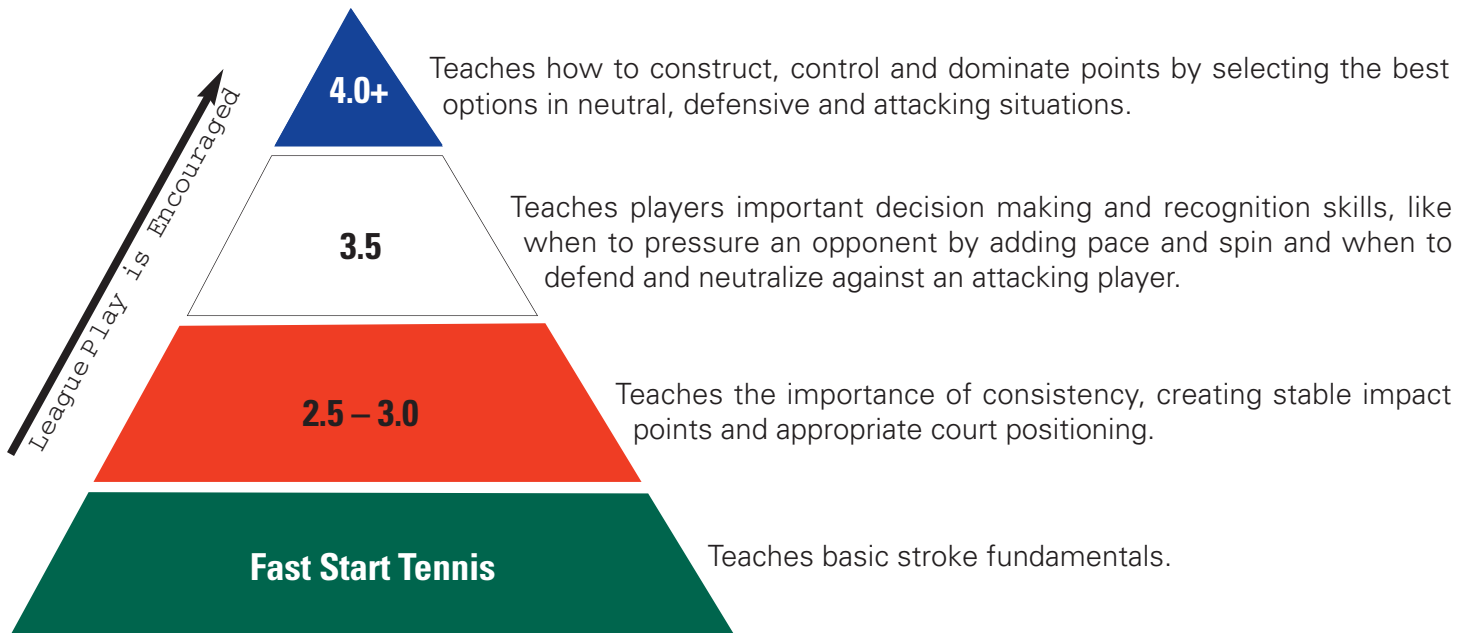 4.0+
Teaches how to construct, control and dominate points by selecting the best
options in neutral, defensive and attacking situations.
League Play is Encouraged
3.5
Teaches players important decision making and recognition skills, like
when to pressure an opponent by adding pace and spin and when to
defend and neutralize against an attacking player.
2.5 – 3.0
Teaches the importance of consistency, creating stable impact
points and appropriate court positioning.
Fast Start Tennis
Teaches basic stroke fundamentals.